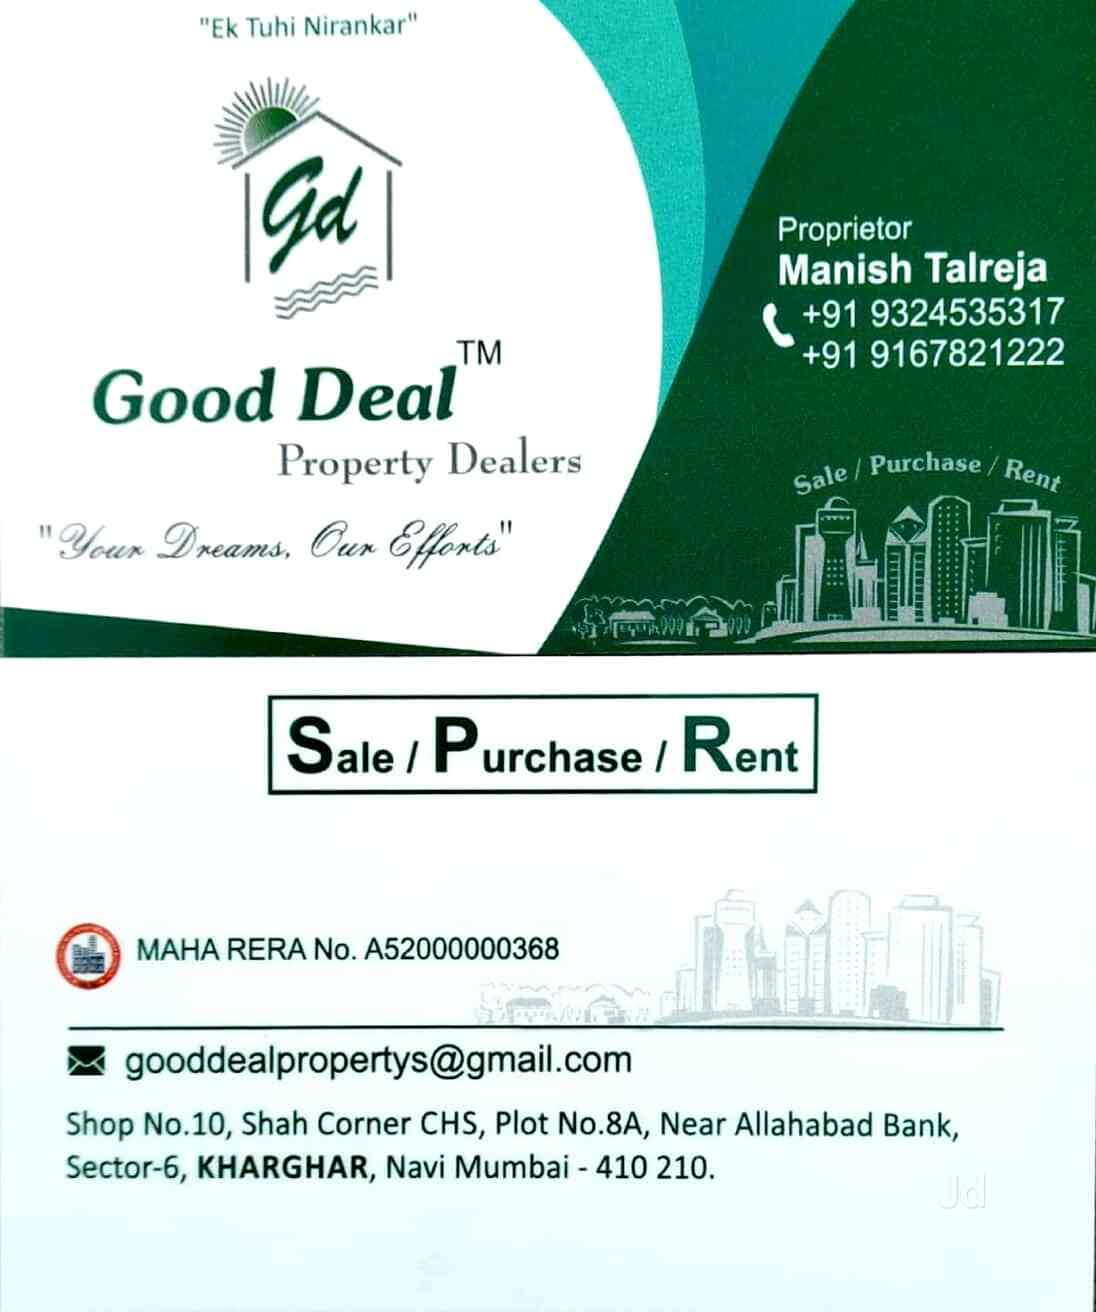 "Ek Tuhi Nirankar"
gd
Good Deal™
Property Dealers
"Your Dreams, Our Efforts"
Proprietor
Manish Talreja
+91 9324535317
+91 9167821222
Sale / Purchase / Rent
Sale / Purchase / Rent
MAHA RERA No. A52000000368
gooddealpropertys@gmail.com
Shop No.10, Shah Corner CHS, Plot No.8A, Near Allahabad Bank,
Sector-6, KHARGHAR, Navi Mumbai - 410 210.
Jd